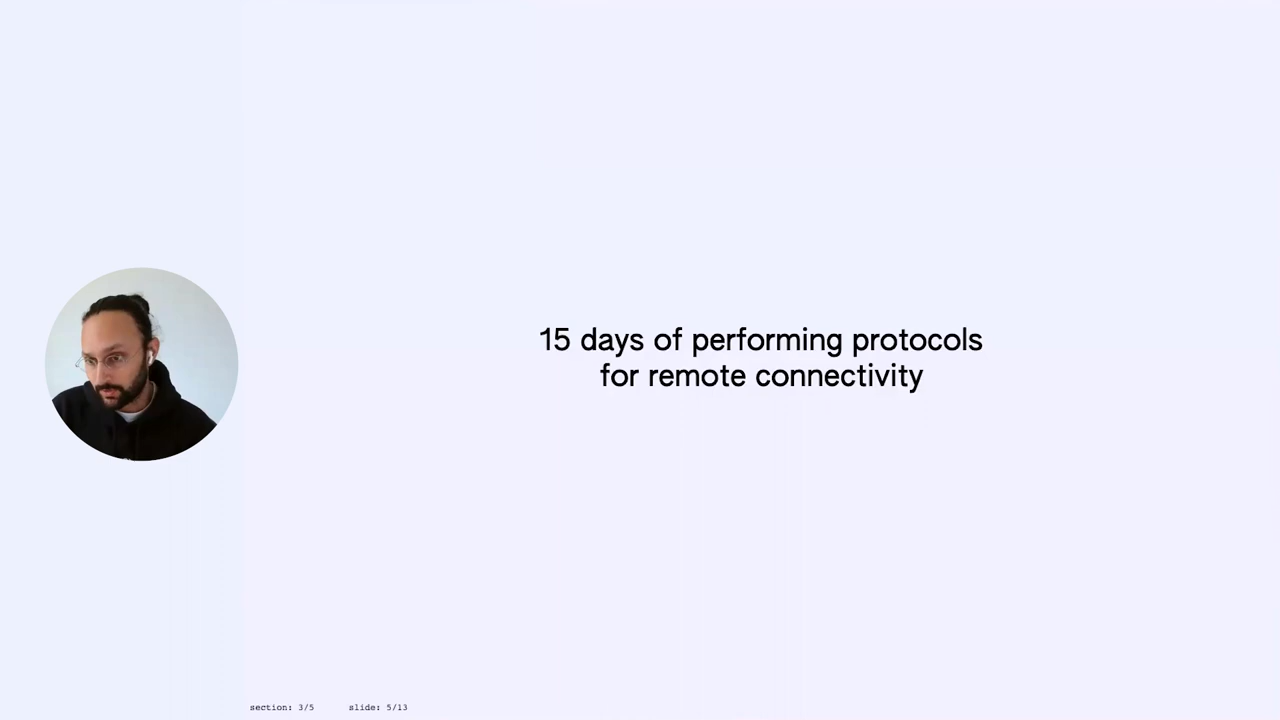 15 days of performing protocols
for remote connectivity
section: 3/5 slide: 5/13